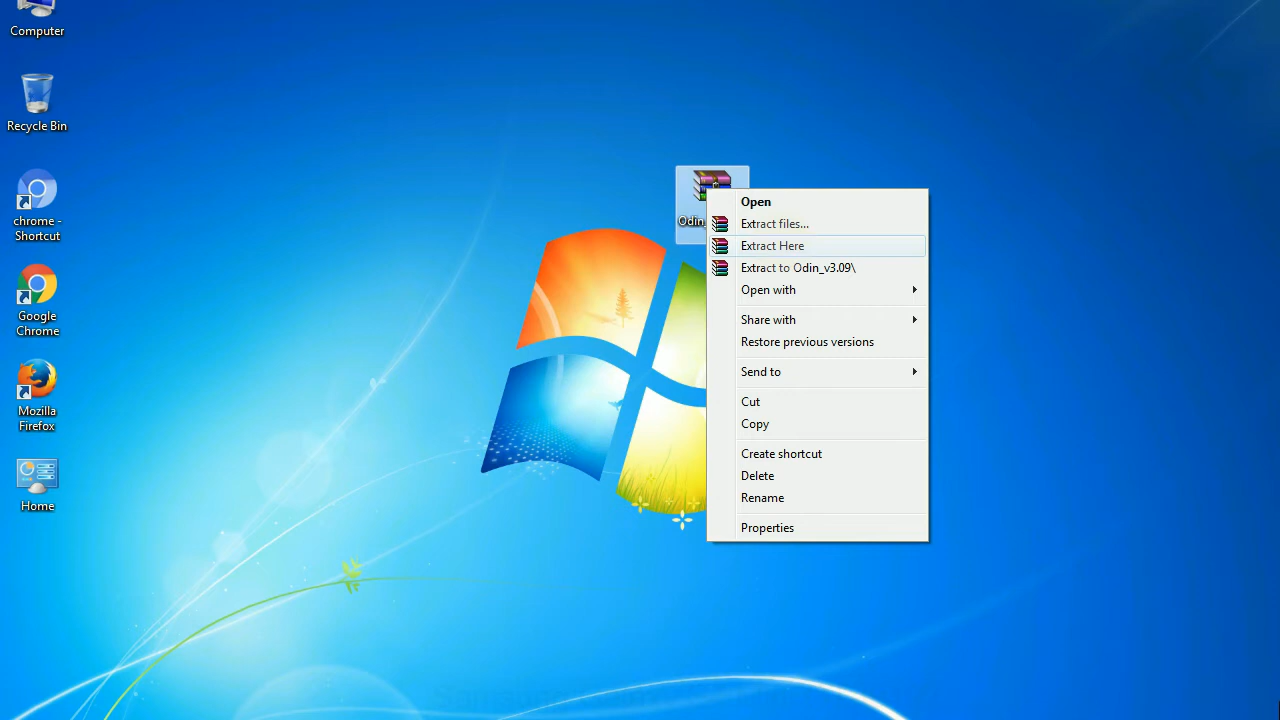 Computer
Recycle Bin
chrome -
Shortcut
Google
Chrome
Mozilla
Firefox
Home
Open
Extract files...
Extract Here
Extract to Odin_v3.09\
Open with
Share with
Restore previous versions
Send to
Cut
Copy
Create shortcut
Delete
Rename
Properties